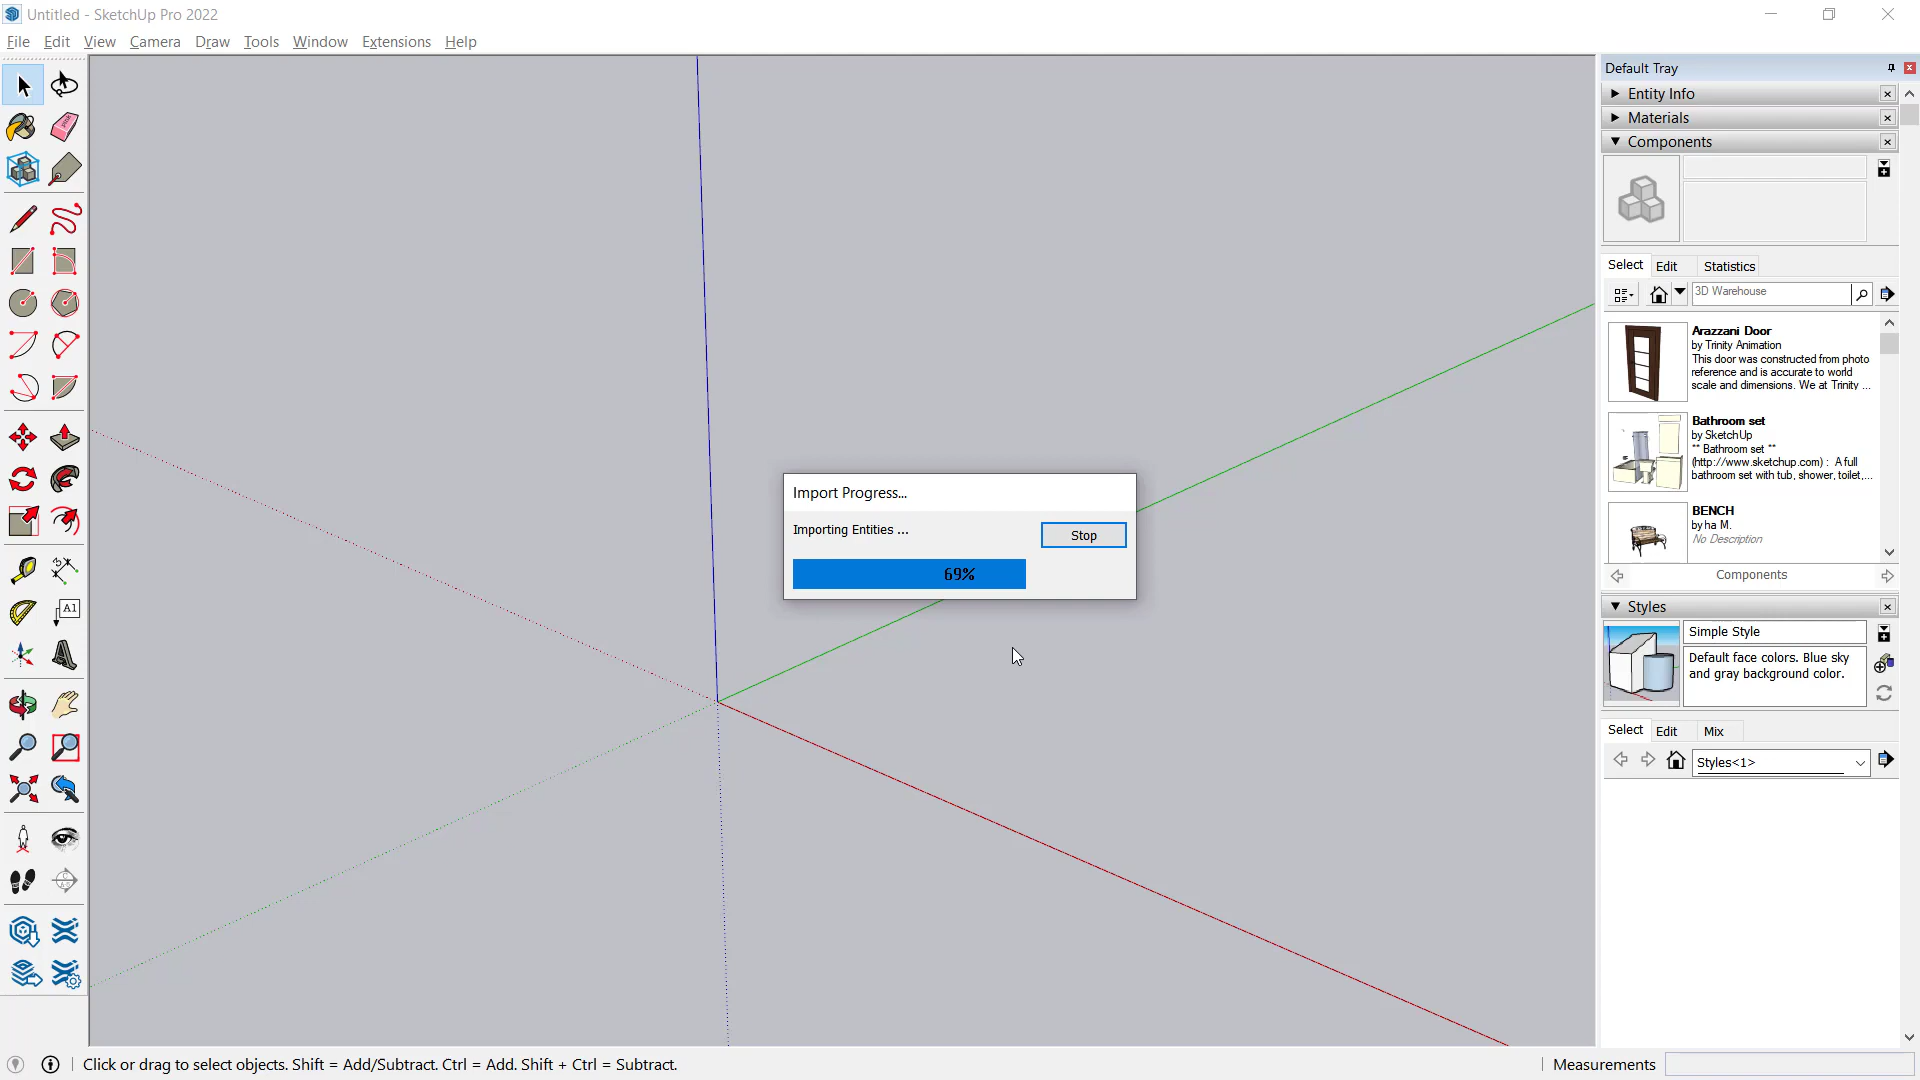 Untitled - SketchUp Pro 2022
File Edit View Camera Draw Tools Window Extensions Help
Default Tray
Entity Info
Materials
Components
Select Edit Statistics
3D Warehouse
Arazzani Door
by Trinity Animation
This door was constructed from photo
reference and is accurate to world
scale and dimensions. We at Trinity ...
Bathroom set
by SketchUp
** Bathroom set **
(http://www.sketchup.com) : A full
bathroom set with tub, shower, toilet,...
BENCH
by ha M.
No Description
Components
Styles
Simple Style
Default face colors. Blue sky
and gray background color.
Select Edit Mix
Styles<1>
Import Progress...
Importing Entities ...
Stop
69%
A1
Click or drag to select objects. Shift = Add/Subtract. Ctrl = Add. Shift + Ctrl = Subtract.
Measurements